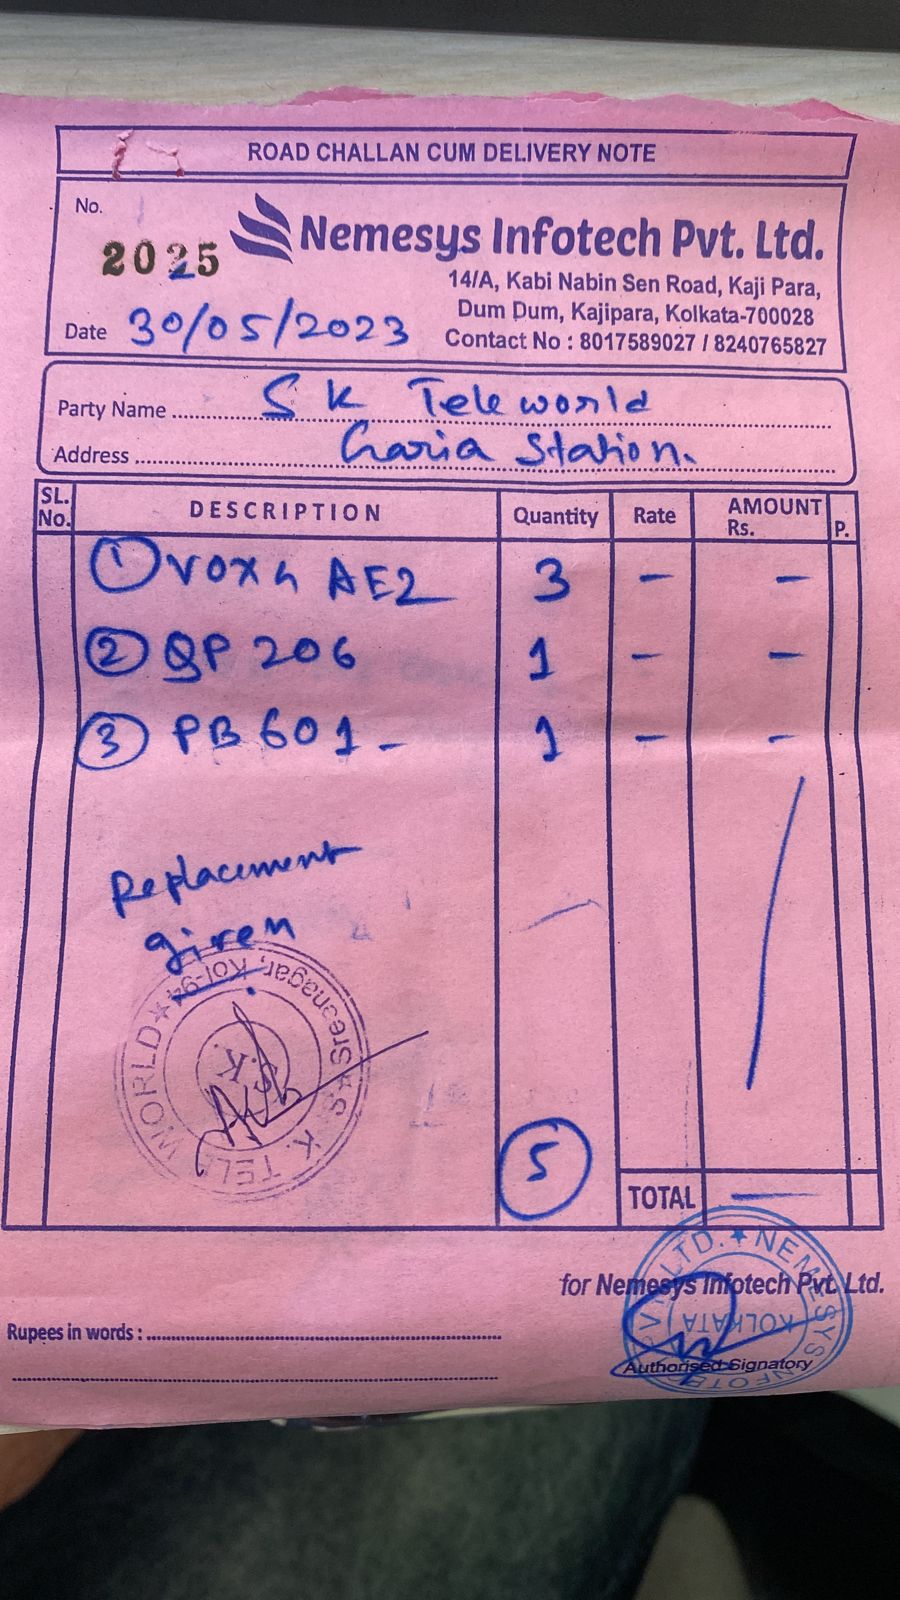 ROAD CHALLAN CUM DELIVERY NOTE
No.
2025
Nemesys Infotech Pvt. Ltd.
14/A, Kabi Nabin Sen Road, Kaji Para,
Dum Dum, Kajipara, Kolkata-700028
Contact No : 8017589027 / 8240765827
Date 30/05/2023
Party Name S K Teleworld
Address Garia Station.
SL. No. DESCRIPTION Quantity Rate AMOUNT Rs. P.
① AE2 3 - -
② QP 206 1 - -
③ PB 601 - 1 - -
Replacement
given
S. K. TELE WORLD ★ Sreenagar, Kol-94 ★
S.K.
5
TOTAL —
for Nemesys Infotech Pvt. Ltd.
NEMESYS INFOTECH PVT. LTD. ★
KOLKATA
Rupees in words :
Authorised Signatory